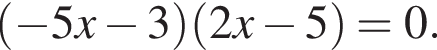 (−5x − 3)(2x − 5) = 0.